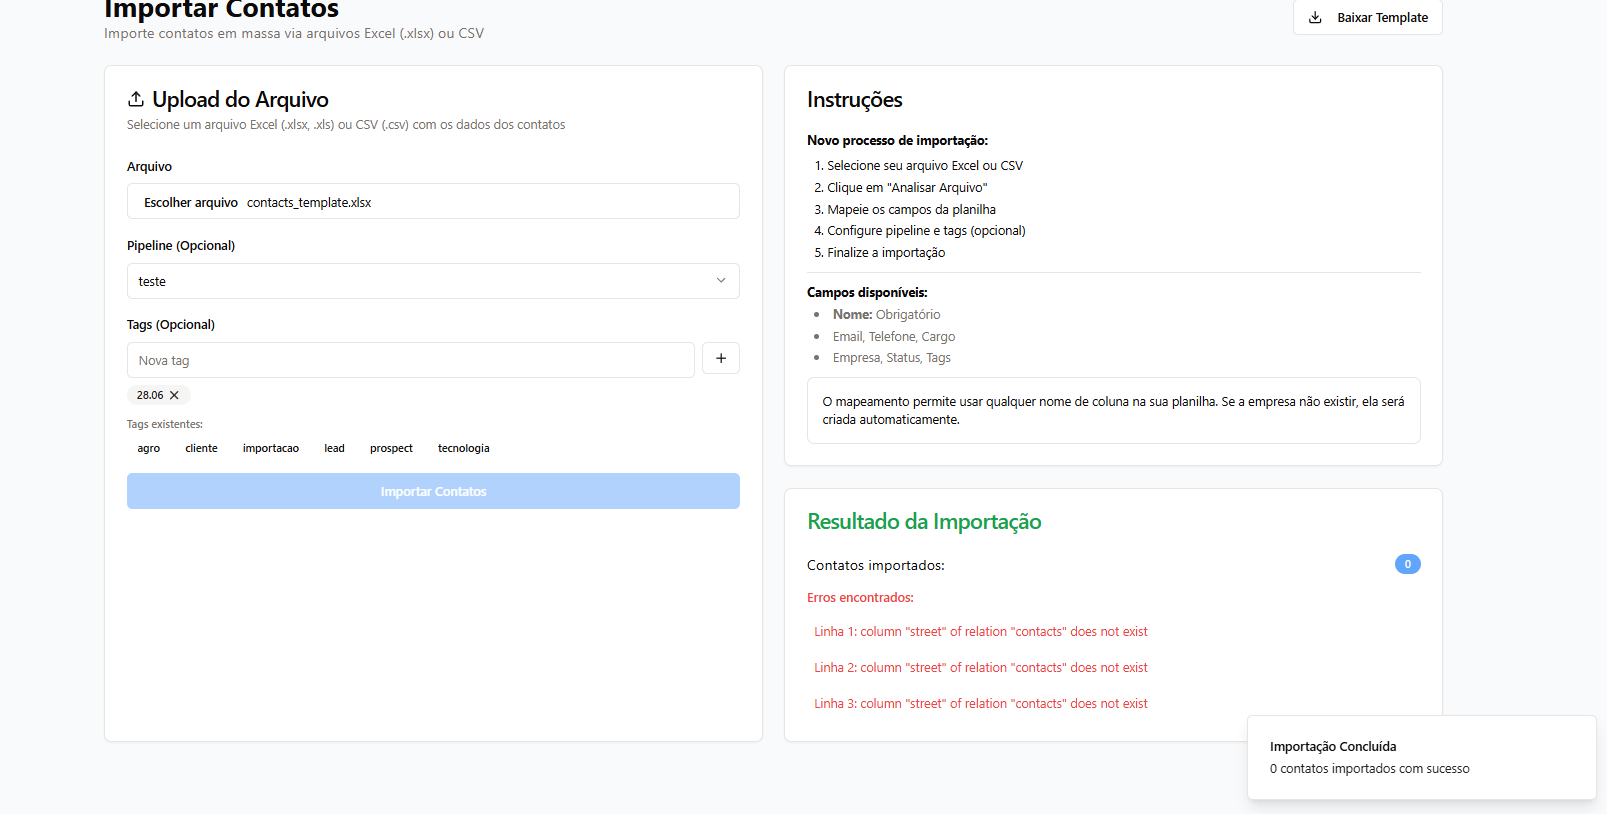 Importar Contatos
Importe contatos em massa via arquivos Excel (.xlsx) ou CSV
Baixar Template
Upload do Arquivo
Selecione um arquivo Excel (.xlsx, .xls) ou CSV (.csv) com os dados dos contatos
Arquivo
Escolher arquivo contacts_template.xlsx
Pipeline (Opcional)
teste
Tags (Opcional)
Nova tag
+
28.06
Tags existentes:
agro cliente importacao lead prospect tecnologia
Importar Contatos
Instruções
Novo processo de importação:
1. Selecione seu arquivo Excel ou CSV
2. Clique em "Analisar Arquivo"
3. Mapeie os campos da planilha
4. Configure pipeline e tags (opcional)
5. Finalize a importação
Campos disponíveis:
• Nome: Obrigatório
• Email, Telefone, Cargo
• Empresa, Status, Tags
O mapeamento permite usar qualquer nome de coluna na sua planilha. Se a empresa não existir, ela será
criada automaticamente.
Resultado da Importação
Contatos importados:
0
Erros encontrados:
Linha 1: column "street" of relation "contacts" does not exist
Linha 2: column "street" of relation "contacts" does not exist
Linha 3: column "street" of relation "contacts" does not exist
Importação Concluída
0 contatos importados com sucesso